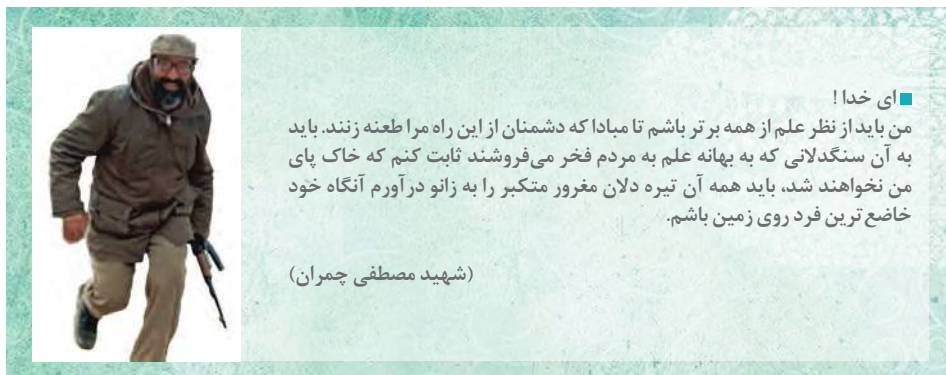 ای خدا !
من باید از نظر علم از همه برتر باشم تا مبادا که دشمنان از این راه مرا طعنه زنند. باید
به آن سنگدلانی که به بهانه علم به مردم فخر می‌فروشند ثابت کنم که خاک پای
من نخواهند شد، باید همه آن تیره دلان مغرور متکبر را به زانو درآورم آنگاه خود
خاضع‌ترین فرد روی زمین باشم.
(شهید مصطفی چمران)